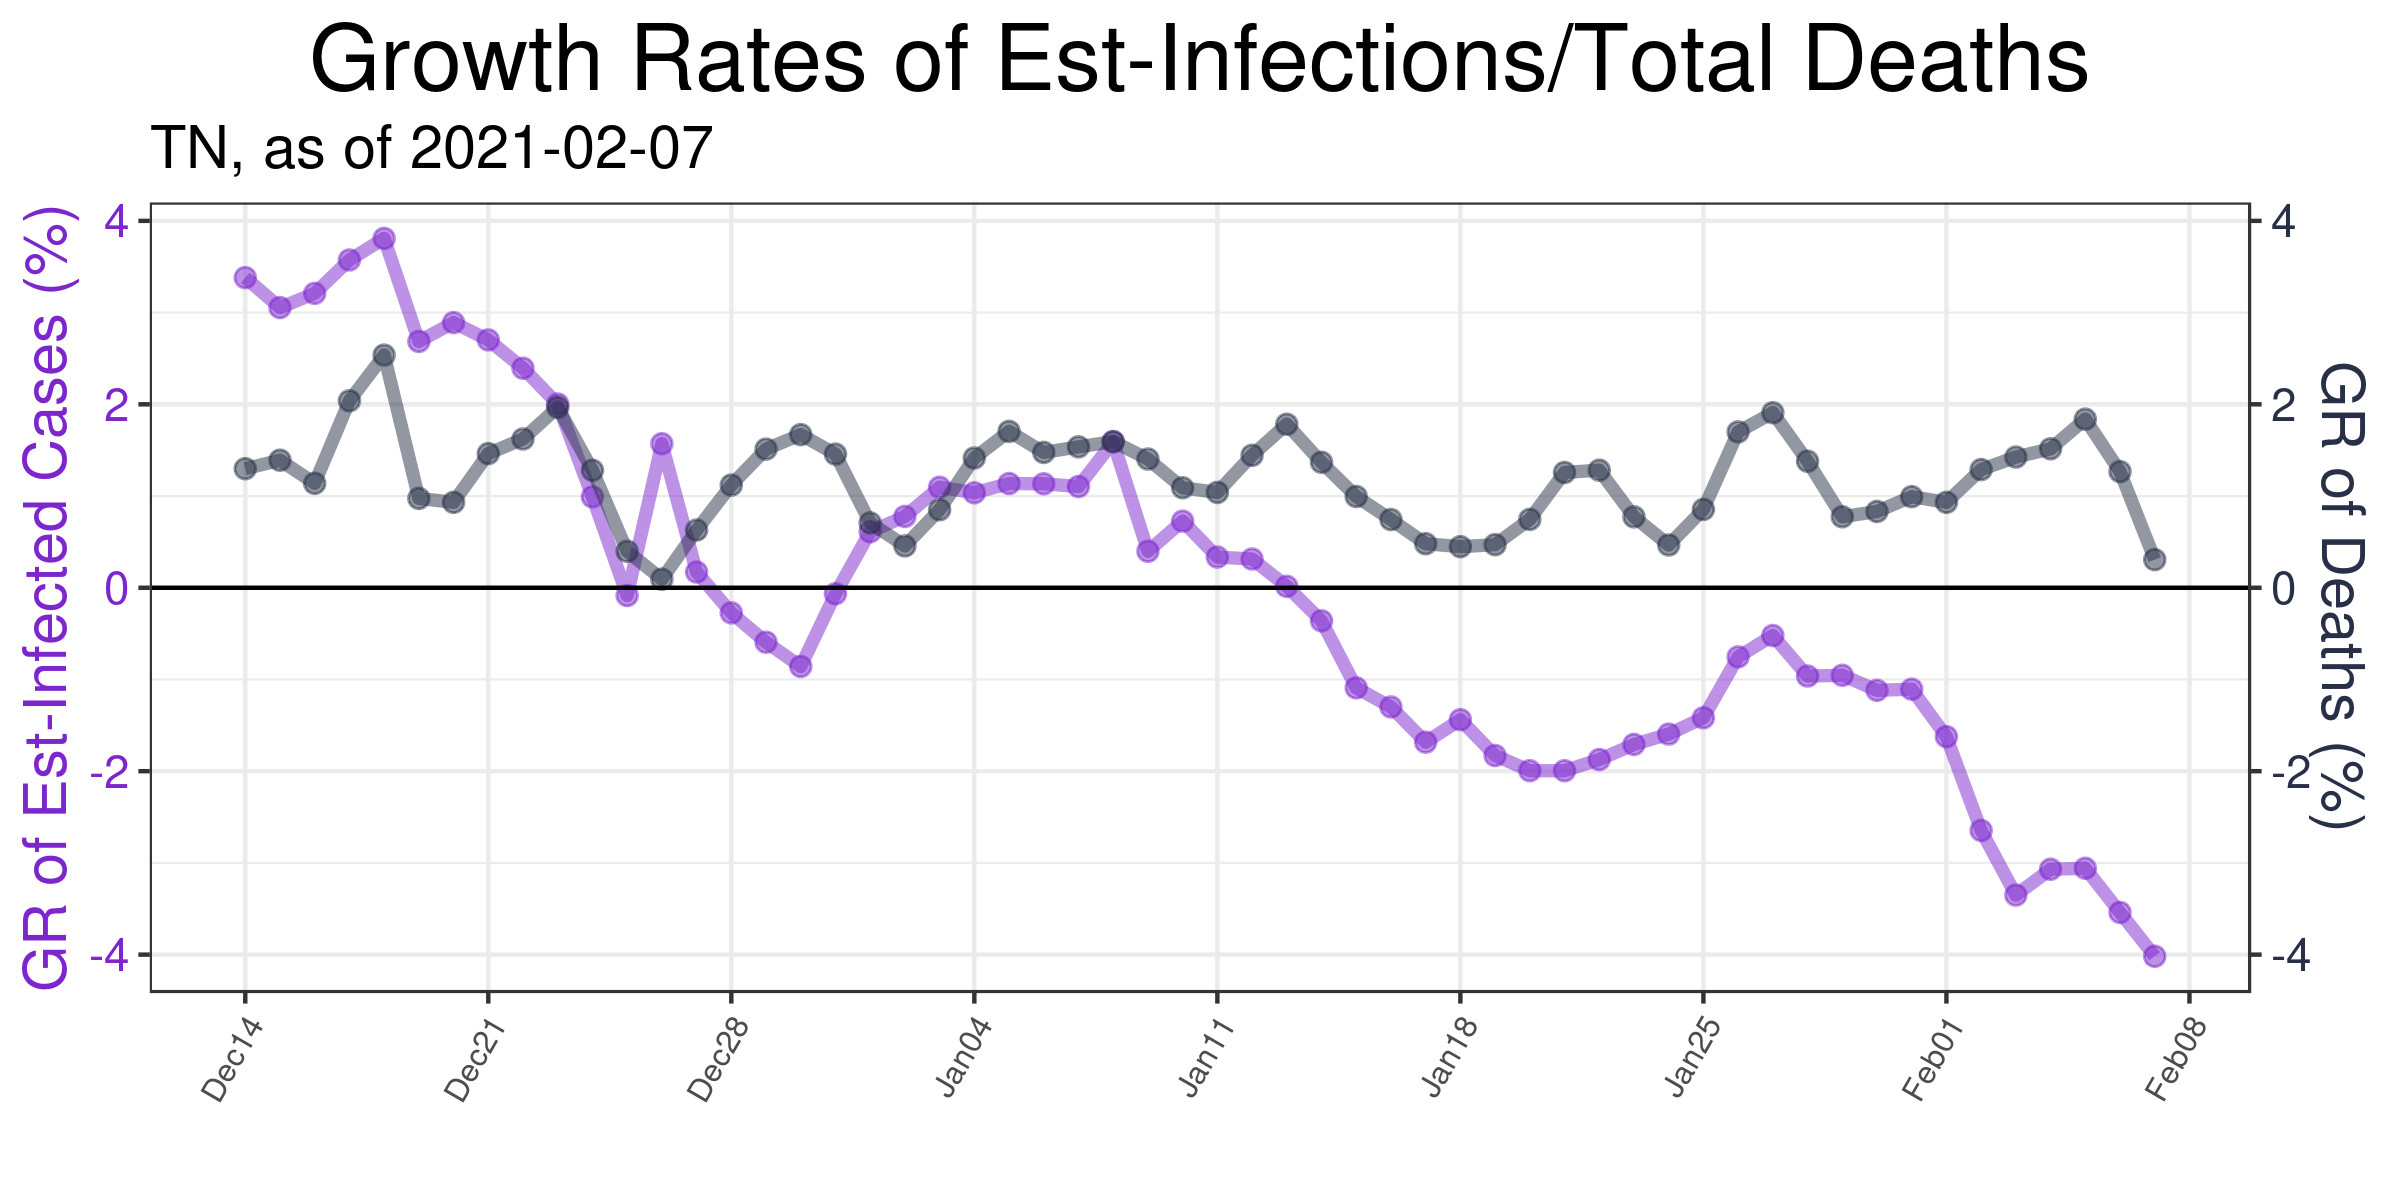 Growth Rates of Est-Infections/Total Deaths
TN, as of 2021-02-07
GR of Est-Infected Cases (%)
4
2
0
-2
-4
4
2
0
-2
-4
GR of Deaths (%)
Dec14
Dec21
Dec28
Jan04
Jan11
Jan18
Jan25
Feb01
Feb08